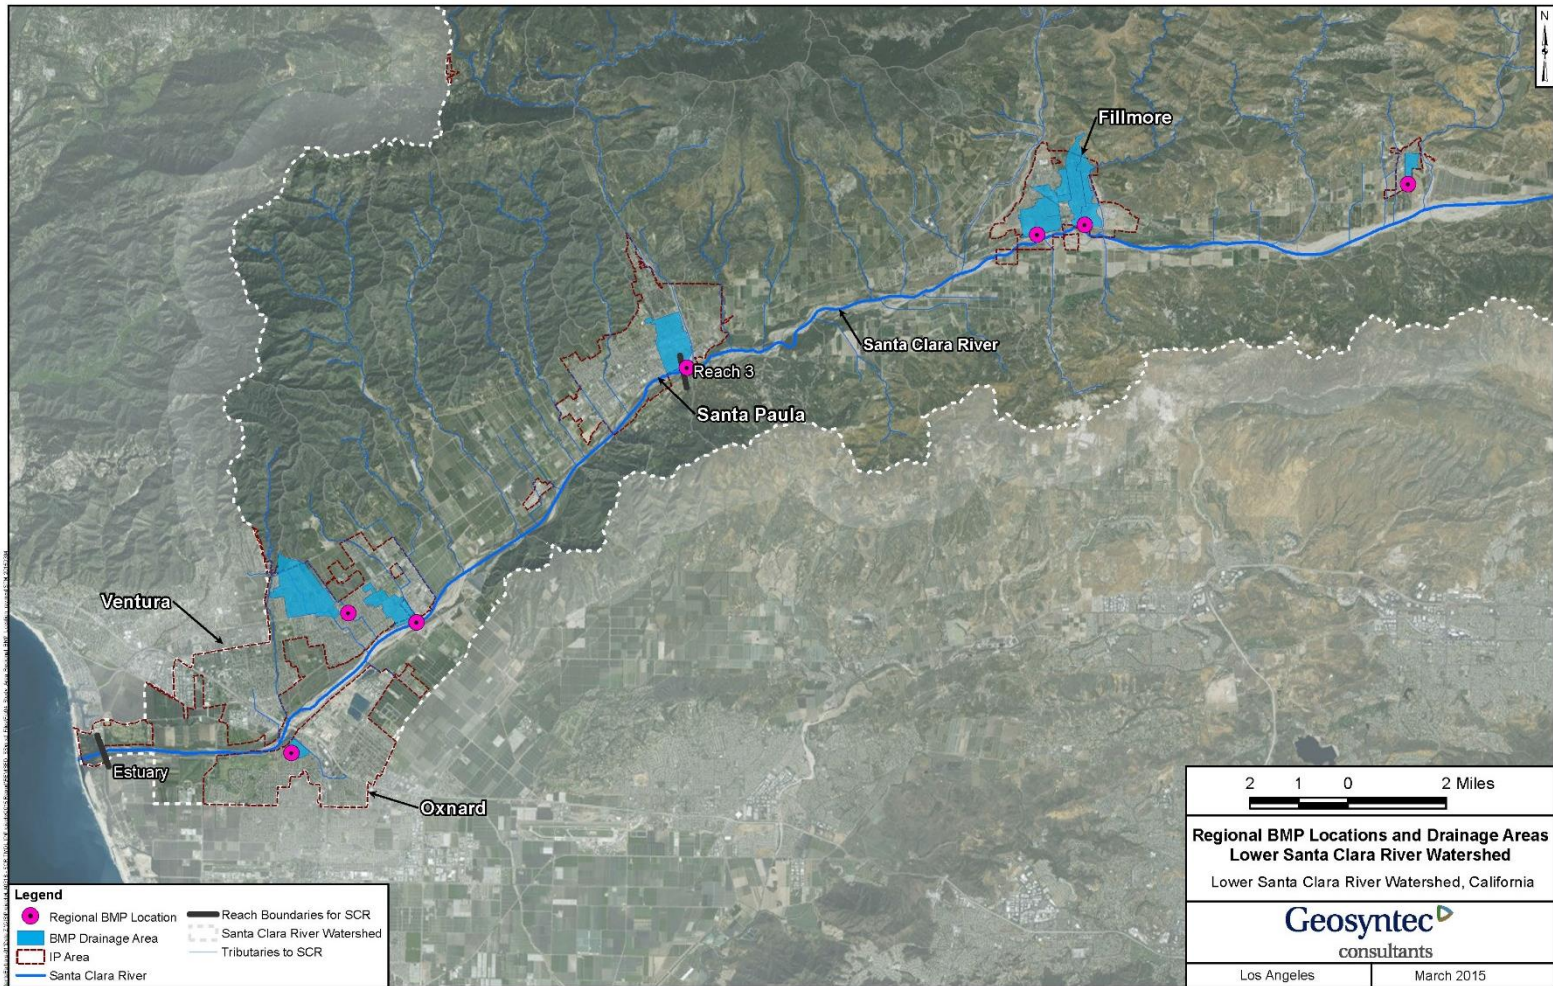 N
Fillmore
Santa Clara River
Reach 3
Santa Paula
Ventura
Estuary
Oxnard
2 1 0 2 Miles
Regional BMP Locations and Drainage Areas
Lower Santa Clara River Watershed
Lower Santa Clara River Watershed, California
Geosyntec
consultants
Los Angeles March 2015
Legend
Regional BMP Location
BMP Drainage Area
IP Area
Santa Clara River
Reach Boundaries for SCR
Santa Clara River Watershed
Tributaries to SCR